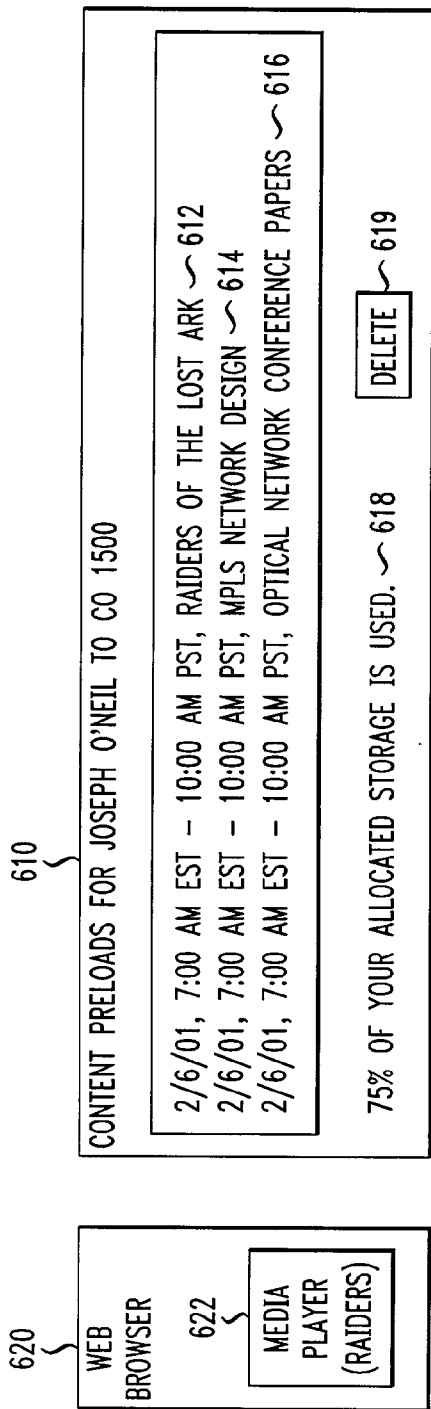 610
CONTENT PRELOADS FOR JOSEPH O'NEIL TO CO 1500
2/6/01, 7:00 AM EST – 10:00 AM PST, RAIDERS OF THE LOST ARK ~ 612
2/6/01, 7:00 AM EST – 10:00 AM PST, MPLS NETWORK DESIGN ~ 614
2/6/01, 7:00 AM EST – 10:00 AM PST, OPTICAL NETWORK CONFERENCE PAPERS ~ 616
75% OF YOUR ALLOCATED STORAGE IS USED. ~ 618
DELETE ~ 619
620
WEB
BROWSER
622
MEDIA
PLAYER
(RAIDERS)